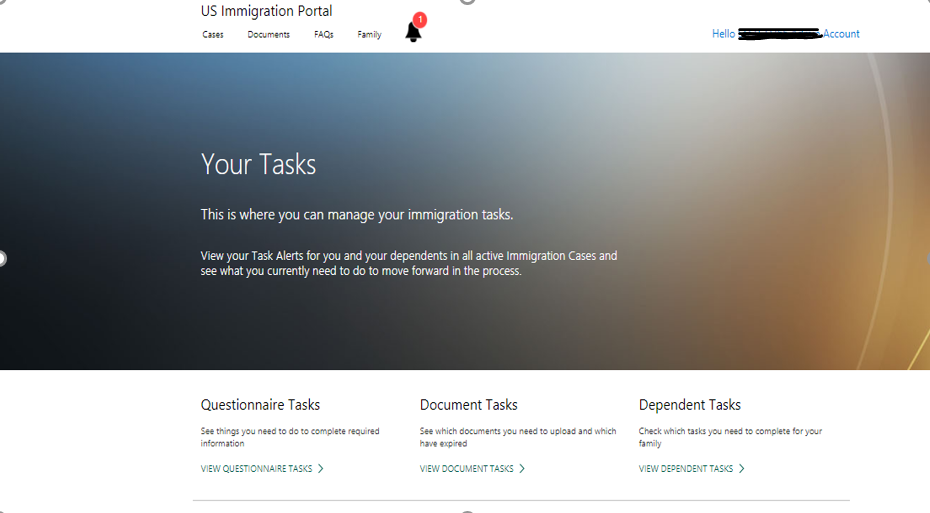 US Immigration Portal
Cases Documents FAQs Family 1
Hello Account
Your Tasks
This is where you can manage your immigration tasks.
View your Task Alerts for you and your dependents in all active Immigration Cases and
see what you currently need to do to move forward in the process.
Questionnaire Tasks
See things you need to do to complete required
information
VIEW QUESTIONNAIRE TASKS
Document Tasks
See which documents you need to upload and which
have expired
VIEW DOCUMENT TASKS
Dependent Tasks
Check which tasks you need to complete for your
family
VIEW DEPENDENT TASKS